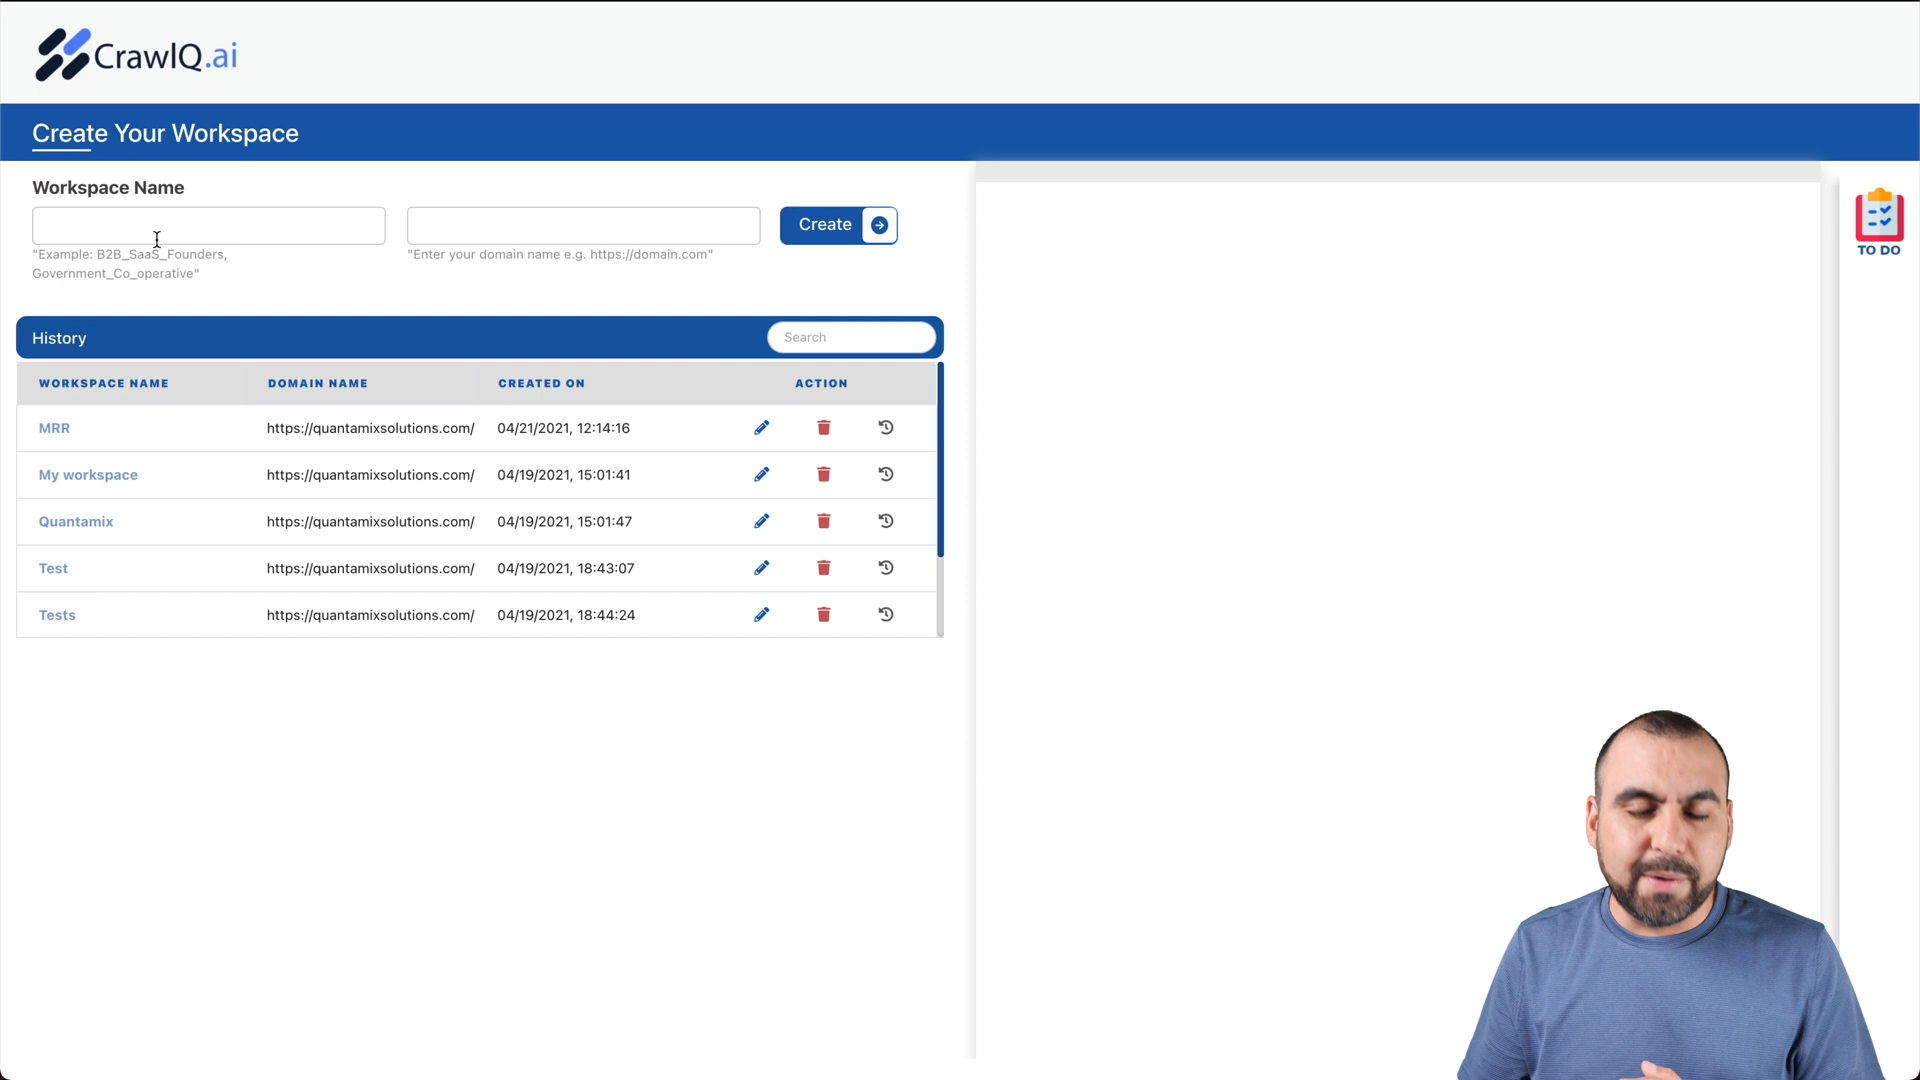 CrawlQ.ai
Create Your Workspace
Workspace Name
Create
"Example: B2B_SaaS_Founders,
Government_Co_operative"
"Enter your domain name e.g. https://domain.com"
TO DO
History
Search
WORKSPACE NAME DOMAIN NAME CREATED ON ACTION
MRR https://quantamixsolutions.com/ 04/21/2021, 12:14:16
My workspace https://quantamixsolutions.com/ 04/19/2021, 15:01:41
Quantamix https://quantamixsolutions.com/ 04/19/2021, 15:01:47
Test https://quantamixsolutions.com/ 04/19/2021, 18:43:07
Tests https://quantamixsolutions.com/ 04/19/2021, 18:44:24